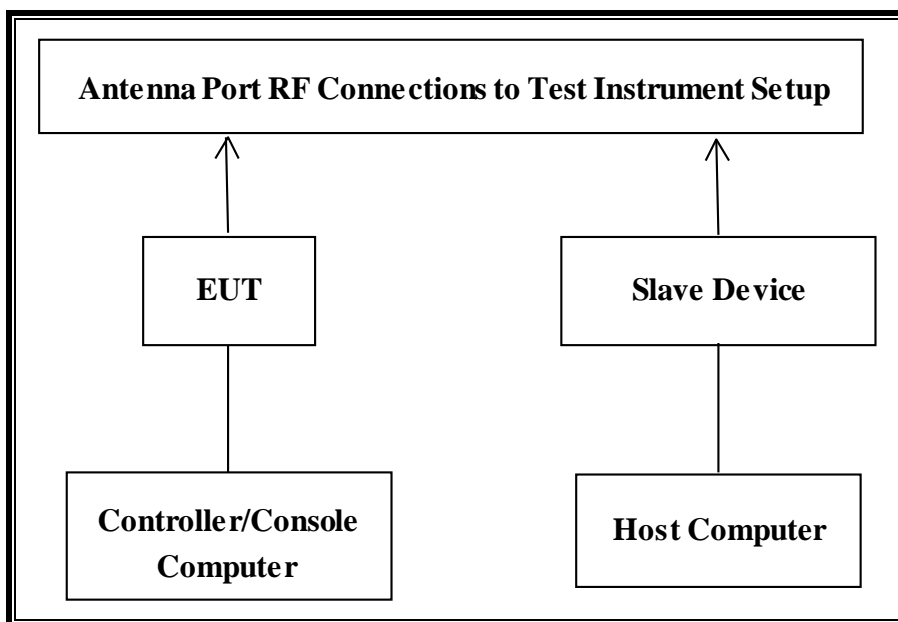 Antenna Port RF Connections to Test Instrument Setup
EUT
Slave Device
Controller/Console
Computer
Host Computer